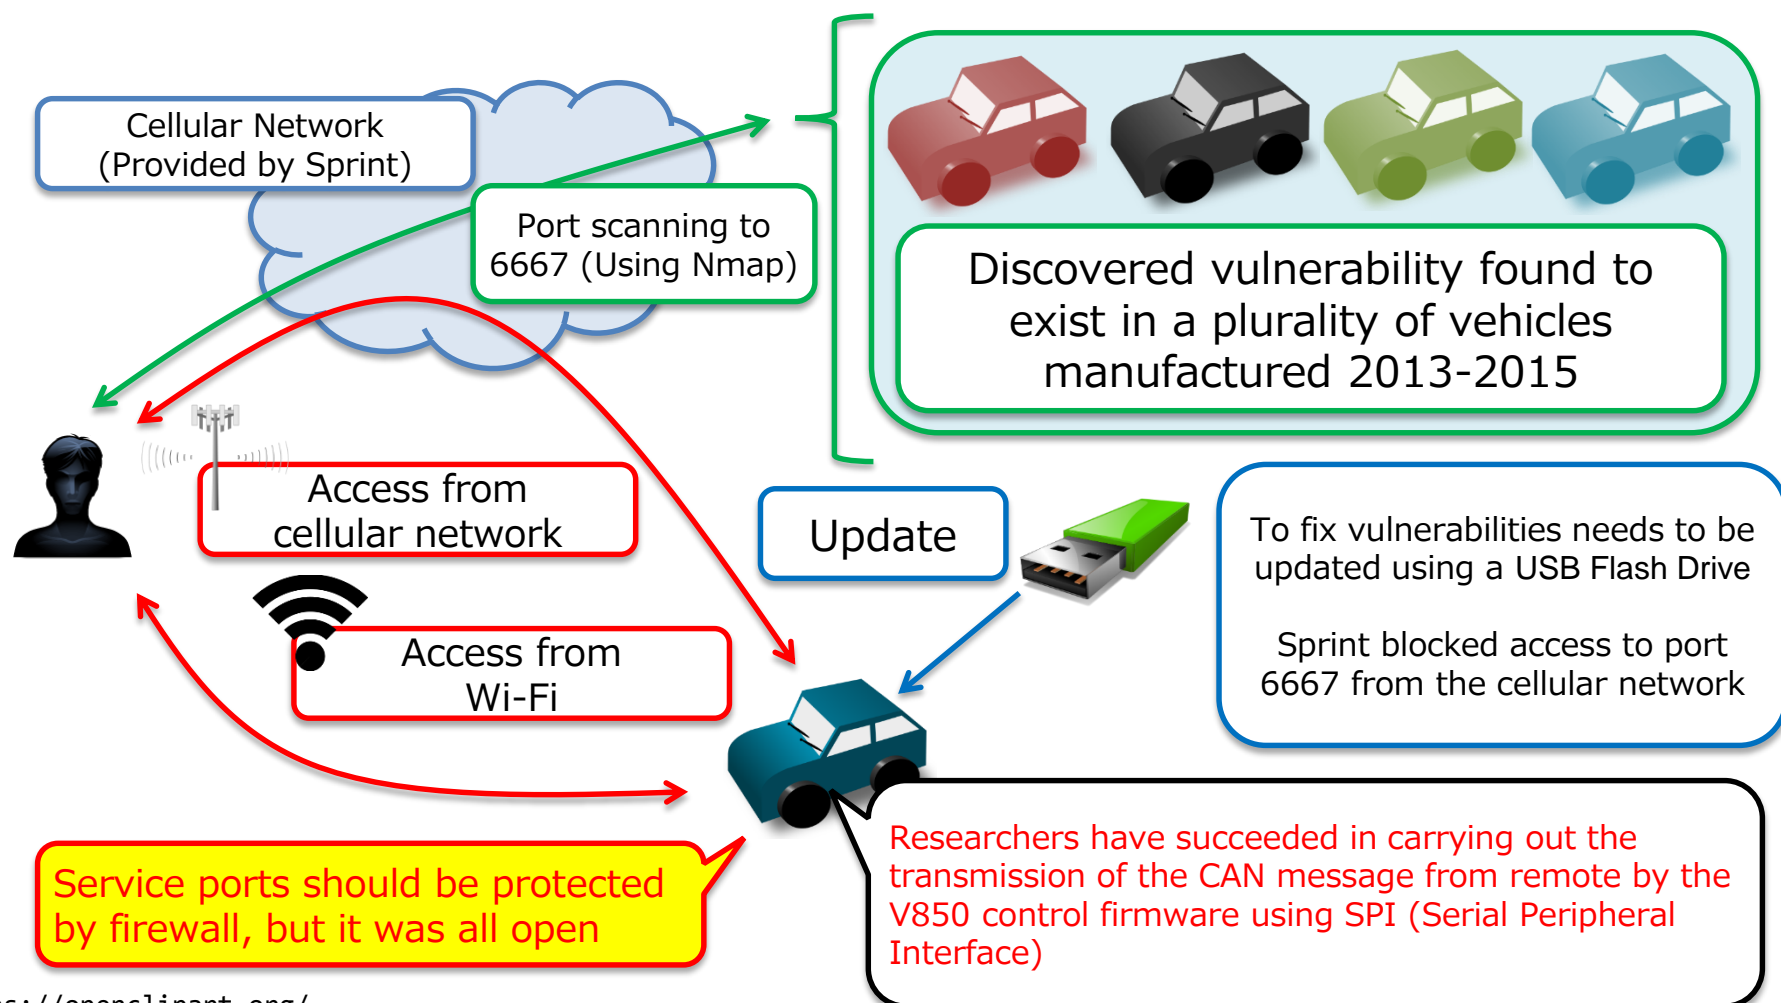 Cellular Network
(Provided by Sprint)
Port scanning to
6667 (Using Nmap)
Discovered vulnerability found to
exist in a plurality of vehicles
manufactured 2013-2015
Access from
cellular network
Update
To fix vulnerabilities needs to be
updated using a USB Flash Drive
Sprint blocked access to port
6667 from the cellular network
Access from
Wi-Fi
Service ports should be protected
by firewall, but it was all open
Researchers have succeeded in carrying out the
transmission of the CAN message from remote by the
V850 control firmware using SPI (Serial Peripheral
Interface)
s://openclipart.org/